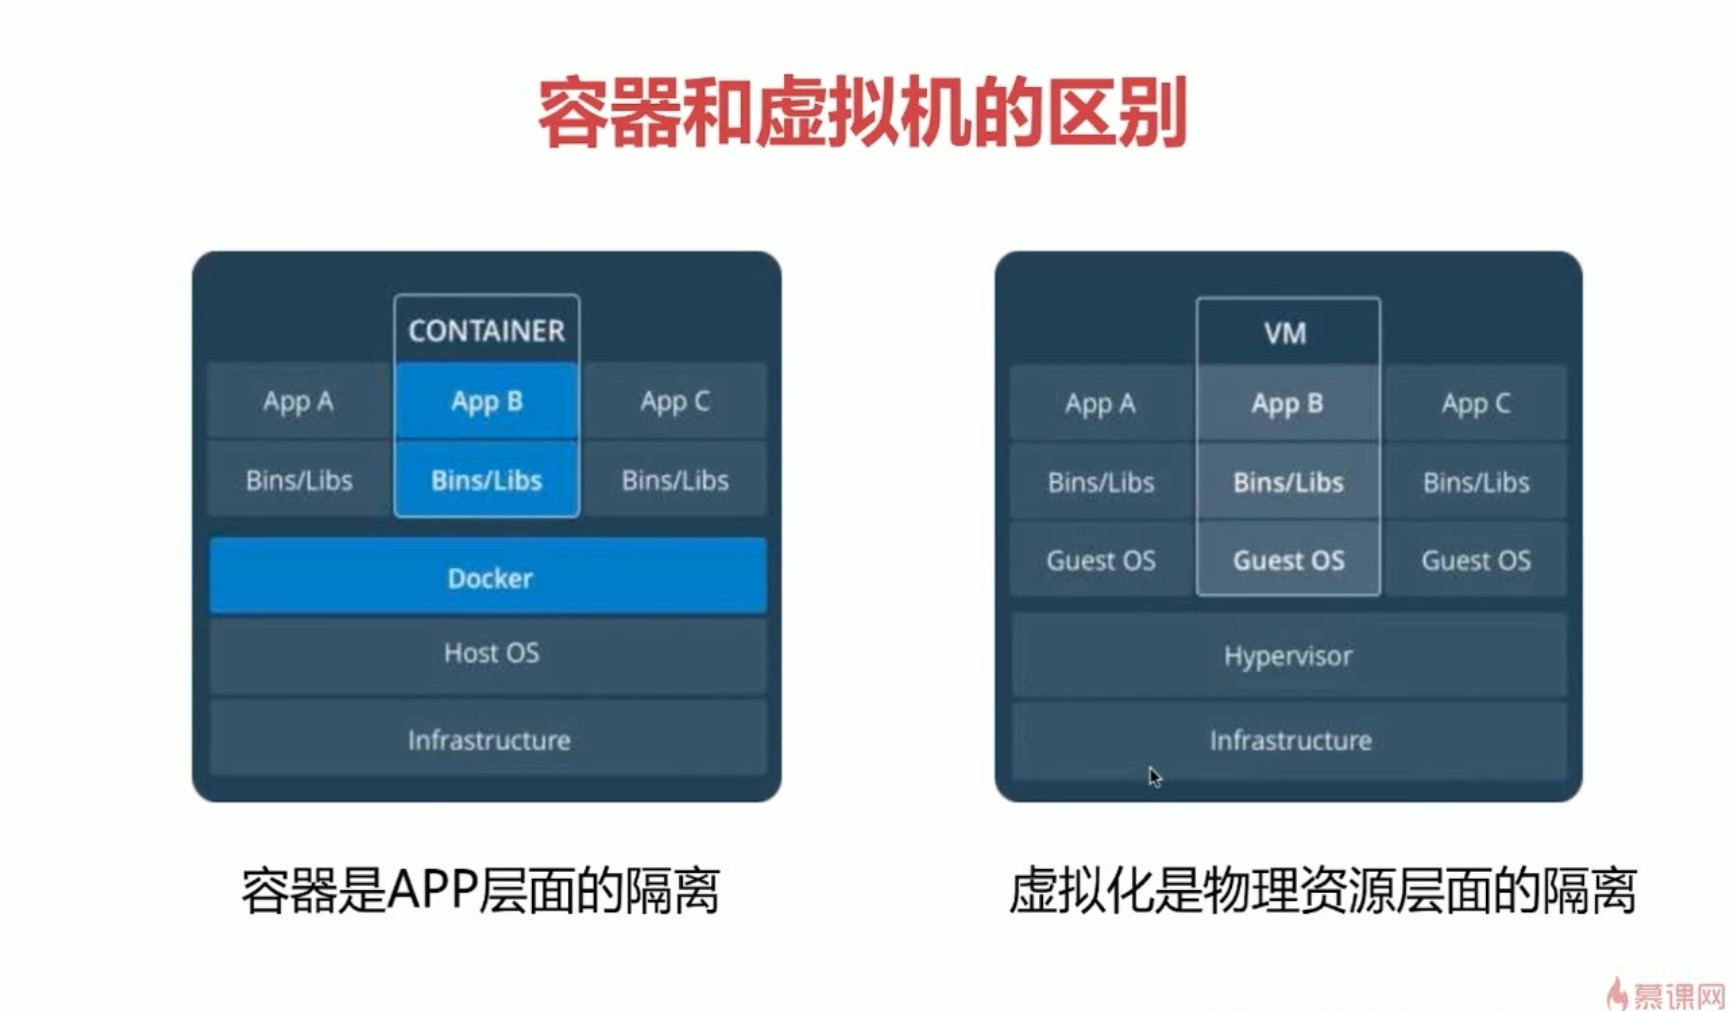 容器和虚拟机的区别
CONTAINER
App A
App B
App C
Bins/Libs
Bins/Libs
Bins/Libs
Docker
Host OS
Infrastructure
容器是APP层面的隔离
VM
App A
App B
App C
Bins/Libs
Bins/Libs
Bins/Libs
Guest OS
Guest OS
Guest OS
Hypervisor
Infrastructure
虚拟化是物理资源层面的隔离
慕课网